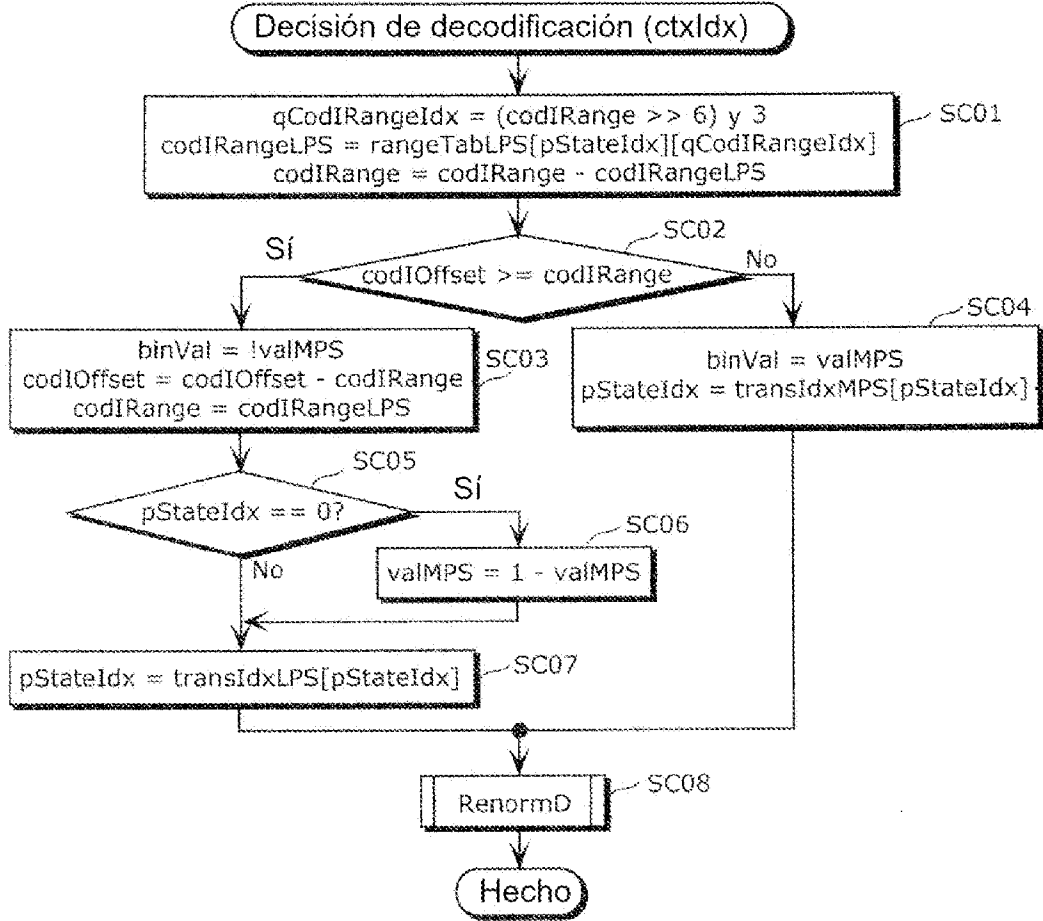 Decisión de decodificación (ctxIdx)
qCodIRangeIdx = (codIRange >> 6) y 3
codIRangeLPS = rangeTabLPS[pStateIdx][qCodIRangeIdx]
codIRange = codIRange - codIRangeLPS
SC01
SC02
Sí
codIOffset >= codIRange
No
SC04
binVal = !valMPS
codIOffset = codIOffset - codIRange
codIRange = codIRangeLPS
SC03
binVal = valMPS
pStateIdx = transIdxMPS[pStateIdx]
SC05
pStateIdx == 0?
Sí
No
SC06
valMPS = 1 - valMPS
pStateIdx = transIdxLPS[pStateIdx]
SC07
RenormD
SC08
Hecho